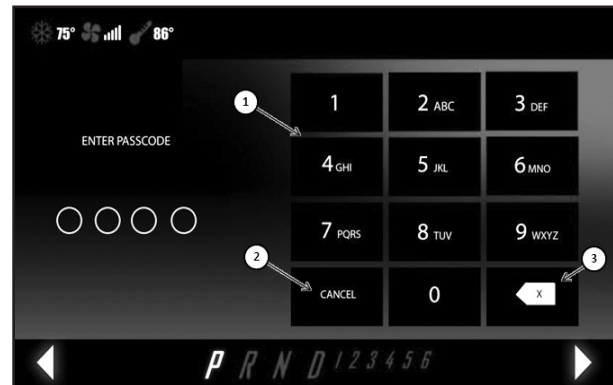 75° 86°
1
1 2 ABC 3 DEF
ENTER PASSCODE
4 GHI 5 JKL 6 MNO
7 PQRS 8 TUV 9 WXYZ
2 3
CANCEL 0 X
P R N D 1 2 3 4 5 6